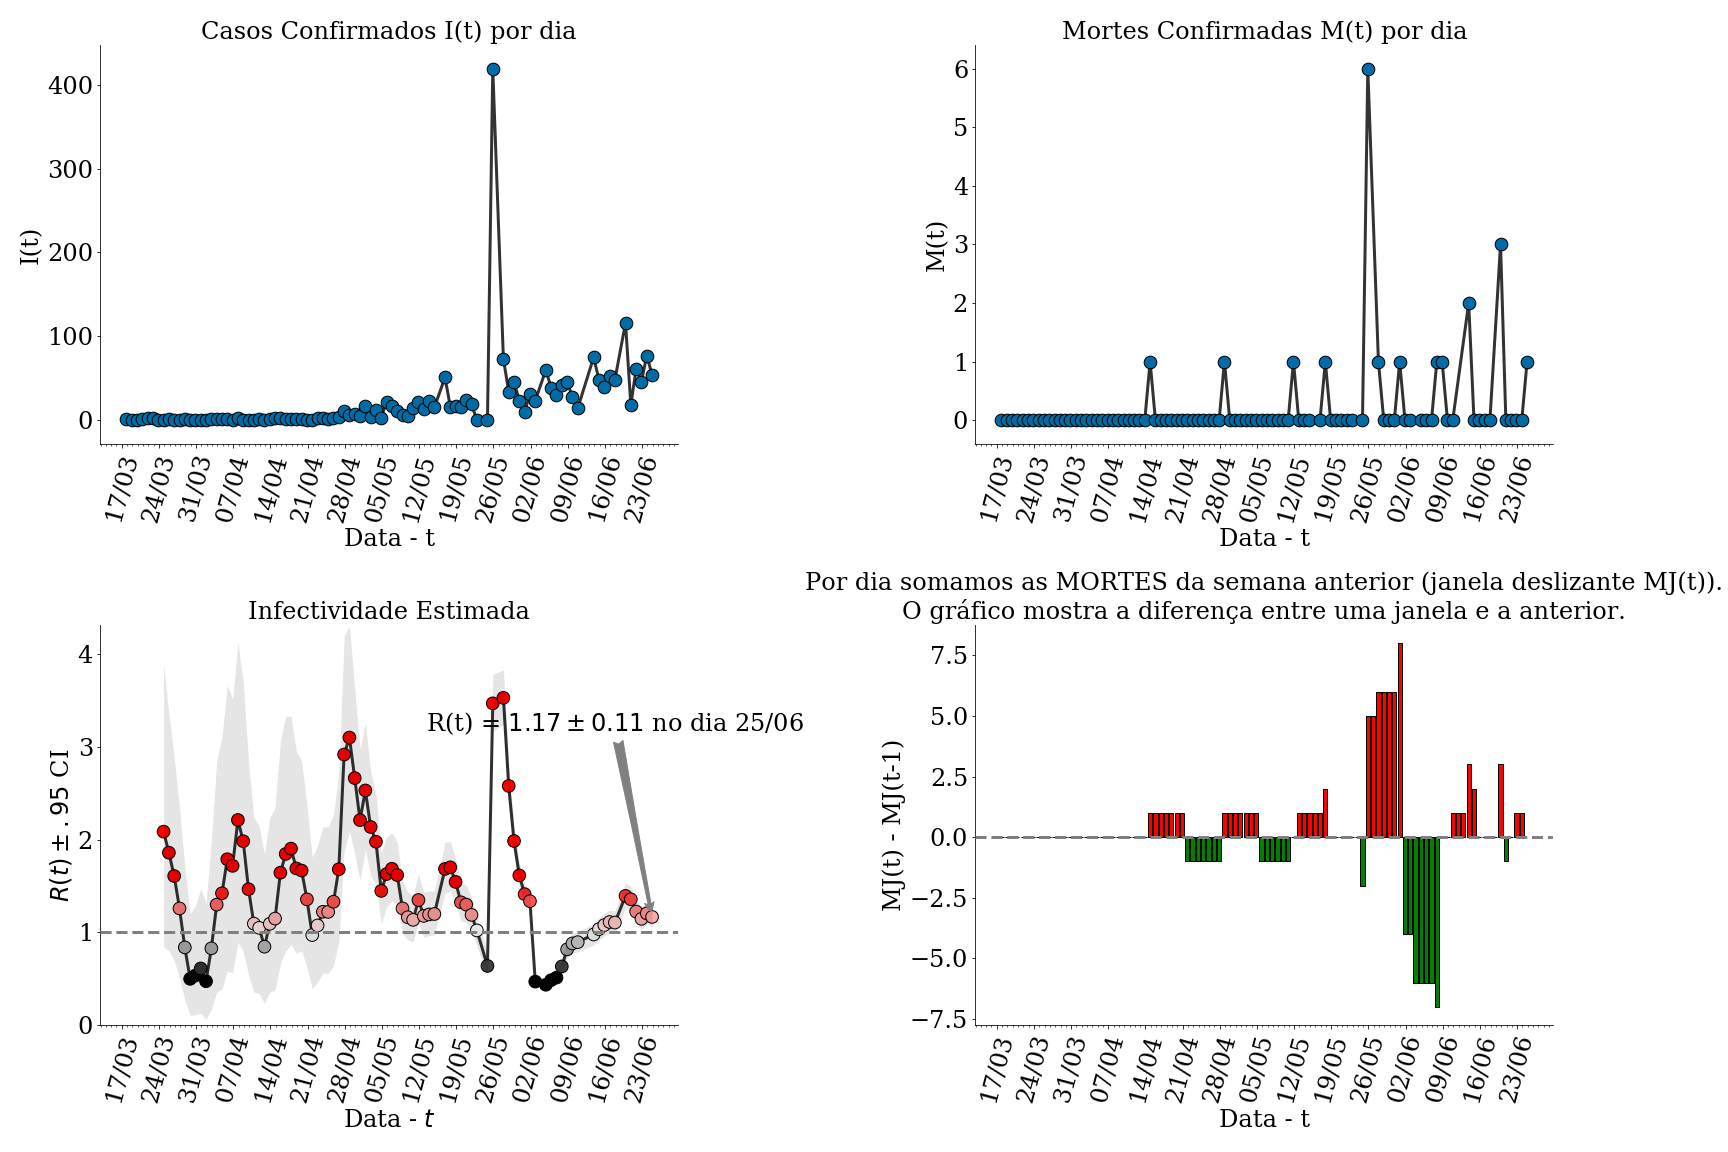 Casos Confirmados I(t) por dia
I(t)
400
300
200
100
0
17/03 24/03 31/03 07/04 14/04 21/04 28/04 05/05 12/05 19/05 26/05 02/06 09/06 16/06 23/06
Data - t
Mortes Confirmadas M(t) por dia
M(t)
6
5
4
3
2
1
0
17/03 24/03 31/03 07/04 14/04 21/04 28/04 05/05 12/05 19/05 26/05 02/06 09/06 16/06 23/06
Data - t
Infectividade Estimada
R(t) ± .95 CI
4
3
2
1
0
R(t) = 1.17 ± 0.11 no dia 25/06
17/03 24/03 31/03 07/04 14/04 21/04 28/04 05/05 12/05 19/05 26/05 02/06 09/06 16/06 23/06
Data - t
Por dia somamos as MORTES da semana anterior (janela deslizante MJ(t)).
O gráfico mostra a diferença entre uma janela e a anterior.
MJ(t) - MJ(t-1)
7.5
5.0
2.5
0.0
−2.5
−5.0
−7.5
17/03 24/03 31/03 07/04 14/04 21/04 28/04 05/05 12/05 19/05 26/05 02/06 09/06 16/06 23/06
Data - t